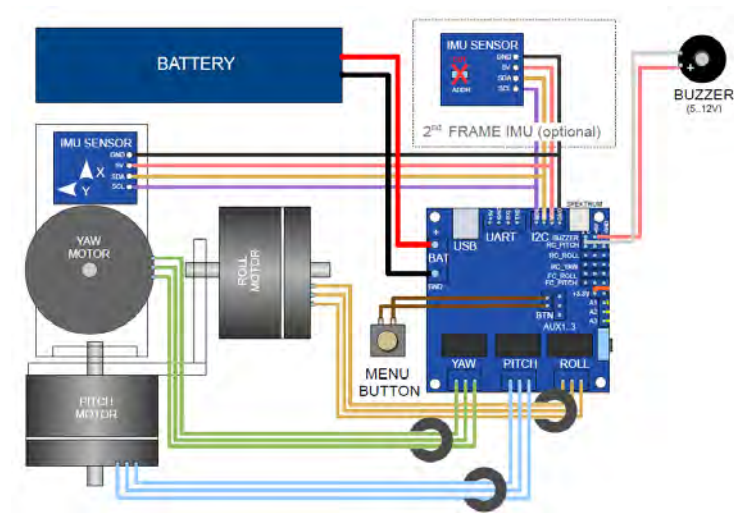 BATTERY
IMU SENSOR
GND
5V
SDA
SCL
ADDR
2nd FRAME IMU (optional)
BUZZER
(5..12V)
IMU SENSOR
GND
5V
SDA
SCL
X
Y
YAW
MOTOR
ROLL
MOTOR
PITCH
MOTOR
SPEKTRUM
USB
UART
I2C
BUZZER
RC_PITCH
RC_ROLL
RC_YAW
FC_ROLL
FC_PITCH
+3.3V
A1
A2
A3
+
BAT
GND
BTN
AUX1..3
MENU
BUTTON
YAW
PITCH
ROLL
+